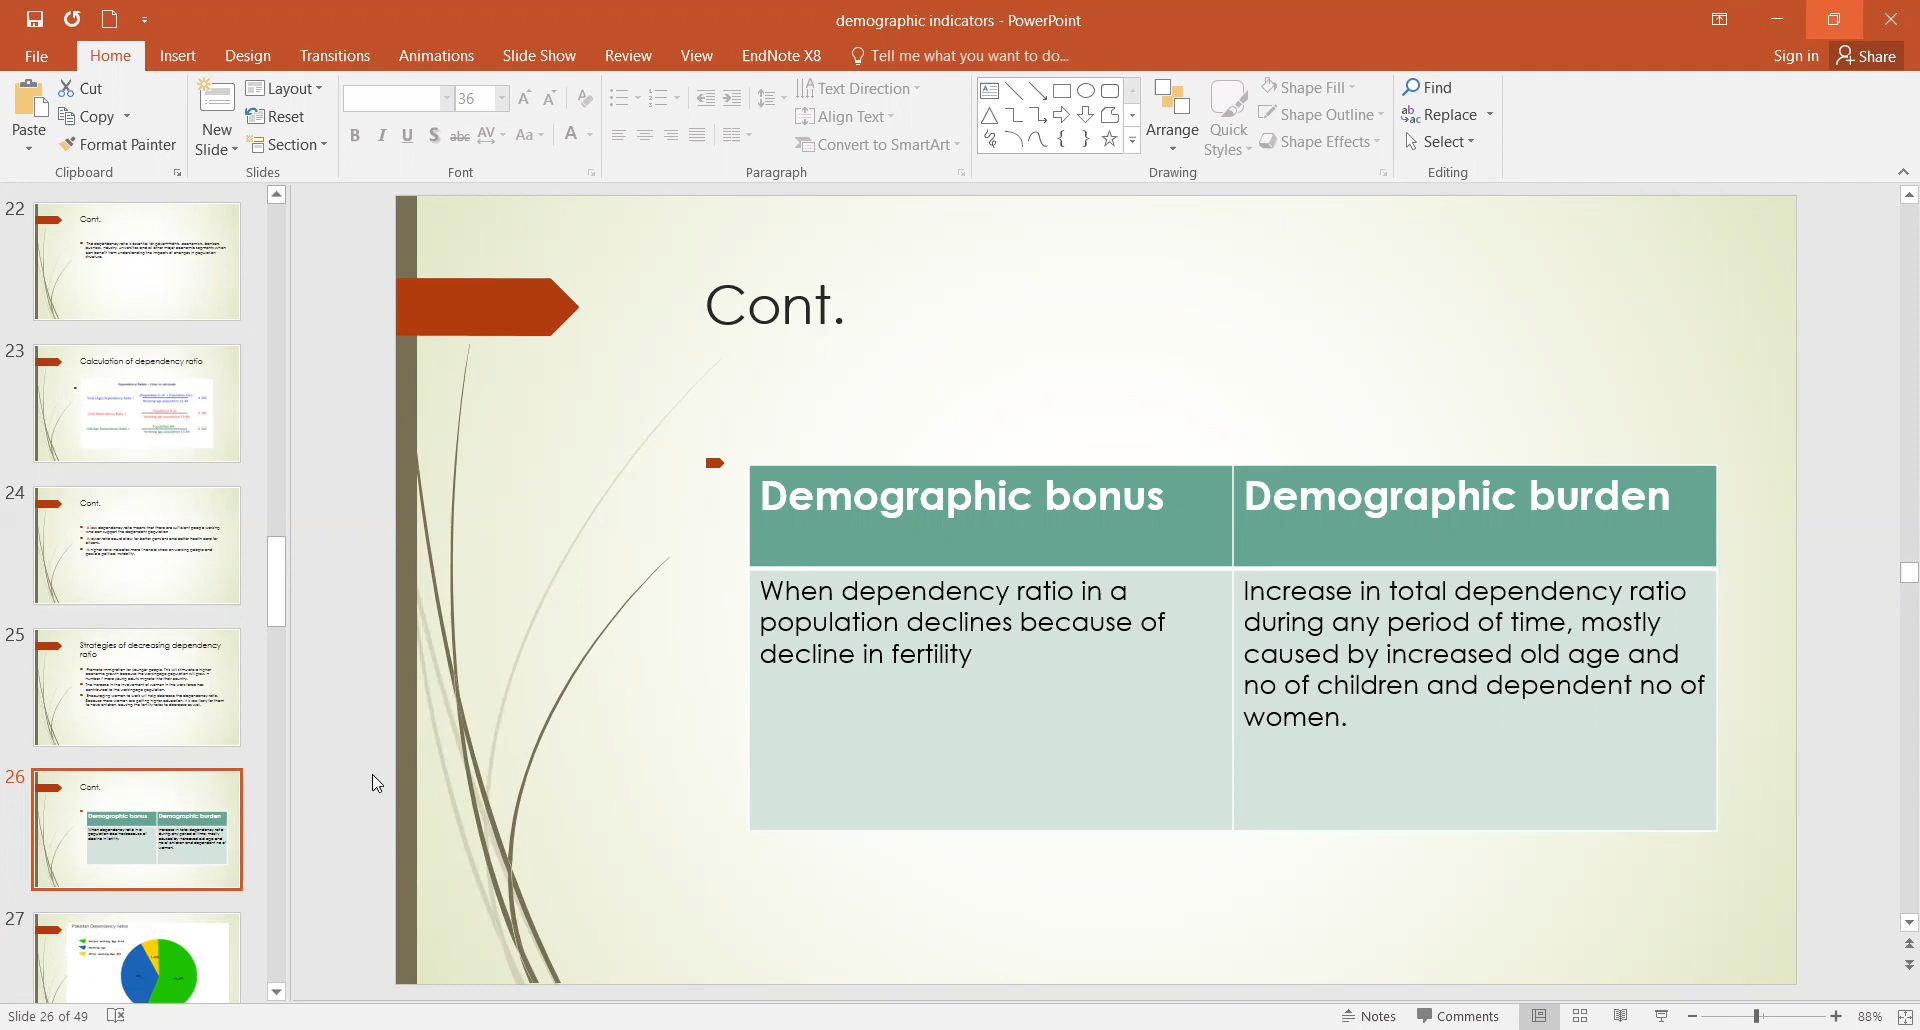 demographic indicators - PowerPoint
File Home Insert Design Transitions Animations Slide Show Review View EndNote X8 Tell me what you want to do... Sign in Share
Cut
Copy
Format Painter
Paste
Clipboard
New Slide
Layout
Reset
Section
Slides
36
B I U S abc AV Aa A
Font
Text Direction
Align Text
Convert to SmartArt
Paragraph
Arrange
Quick Styles
Shape Fill
Shape Outline
Shape Effects
Drawing
Find
Replace
Select
Editing
22
Cont.
23
Calculation of dependency ratio
24
Cont.
25
Strategies of decreasing dependency
ratio
26
Cont.
Demographic bonus Demographic burden
27
Pakistan Dependency ratios
Cont.
Demographic bonus
Demographic burden
When dependency ratio in a
population declines because of
decline in fertility
Increase in total dependency ratio
during any period of time, mostly
caused by increased old age and
no of children and dependent no of
women.
Slide 26 of 49
Notes Comments 88%